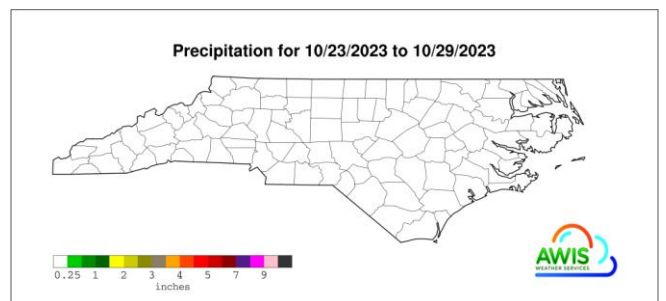 Precipitation for 10/23/2023 to 10/29/2023
0.25 1 2 3 4 5 7 9
inches
AWIS
WEATHER SERVICES